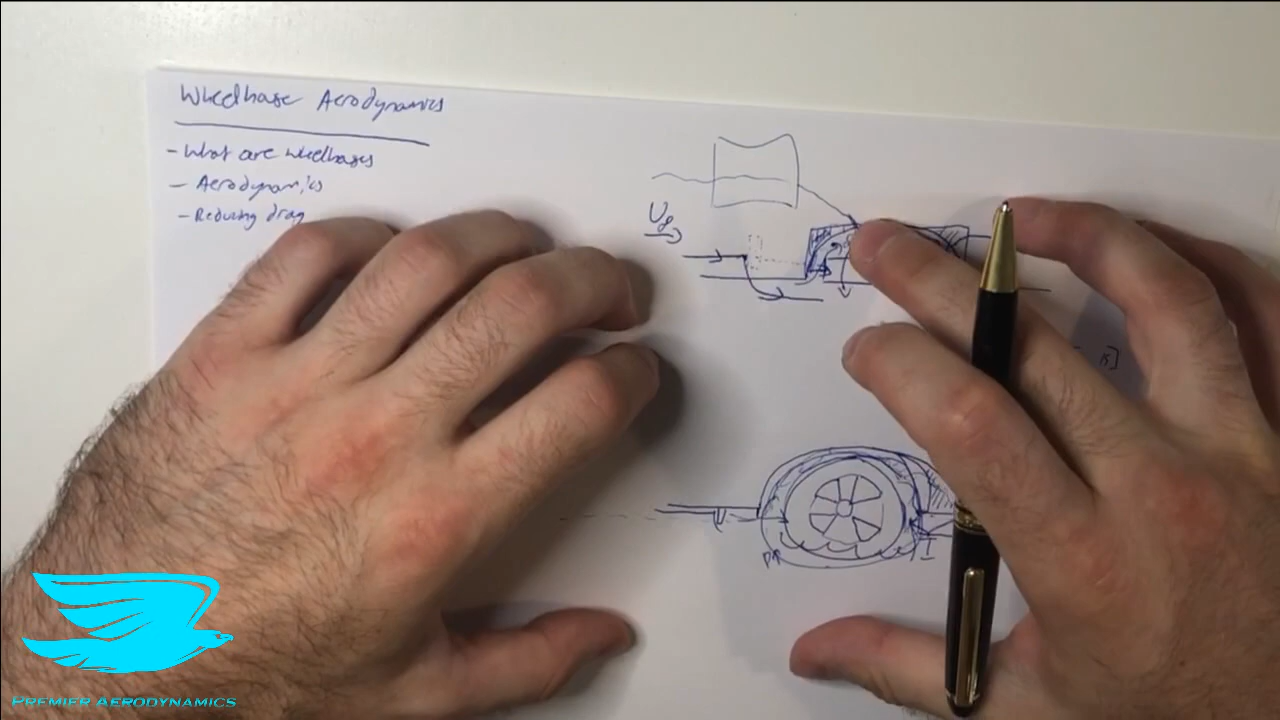 Wheelbase Aerodynamics
- What are wheelbases
- Aerodynamics
- Reducing drag
U∞
PREMIER AERODYNAMICS